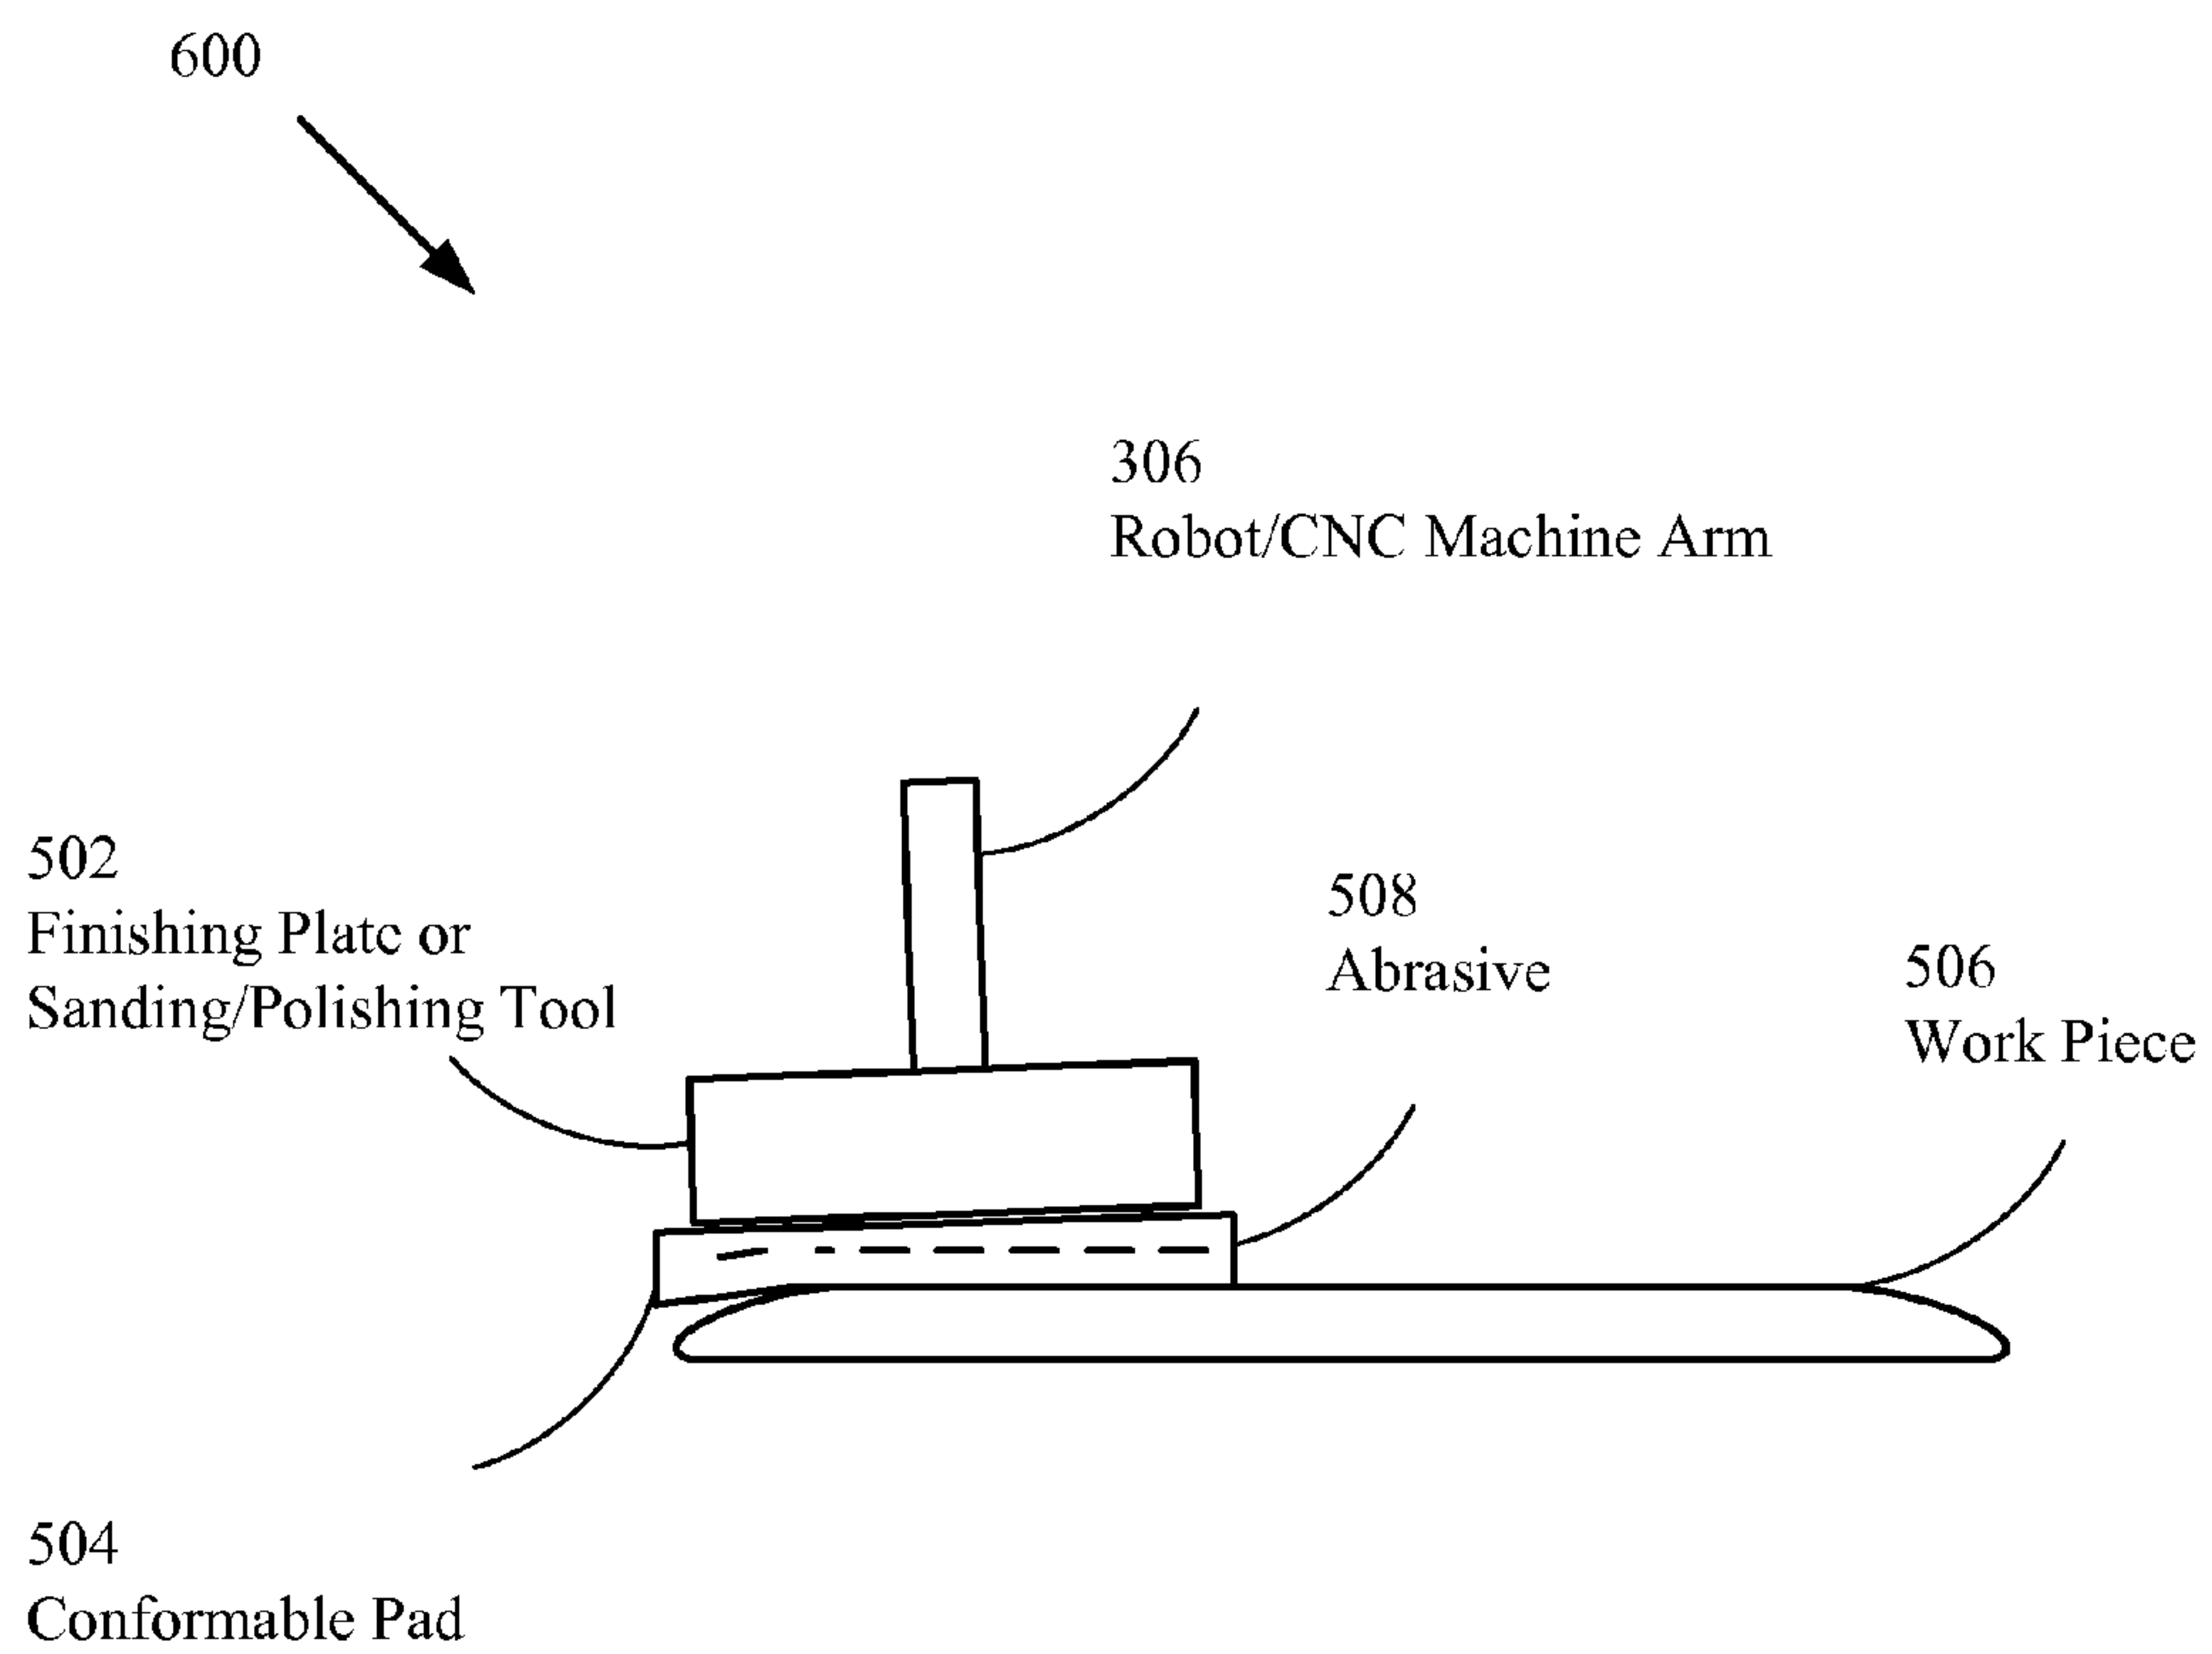 600
306
Robot/CNC Machine Arm
502
Finishing Platc or
Sanding/Polishing Tool
508
Abrasive
506
Work Piece
504
Conformable Pad